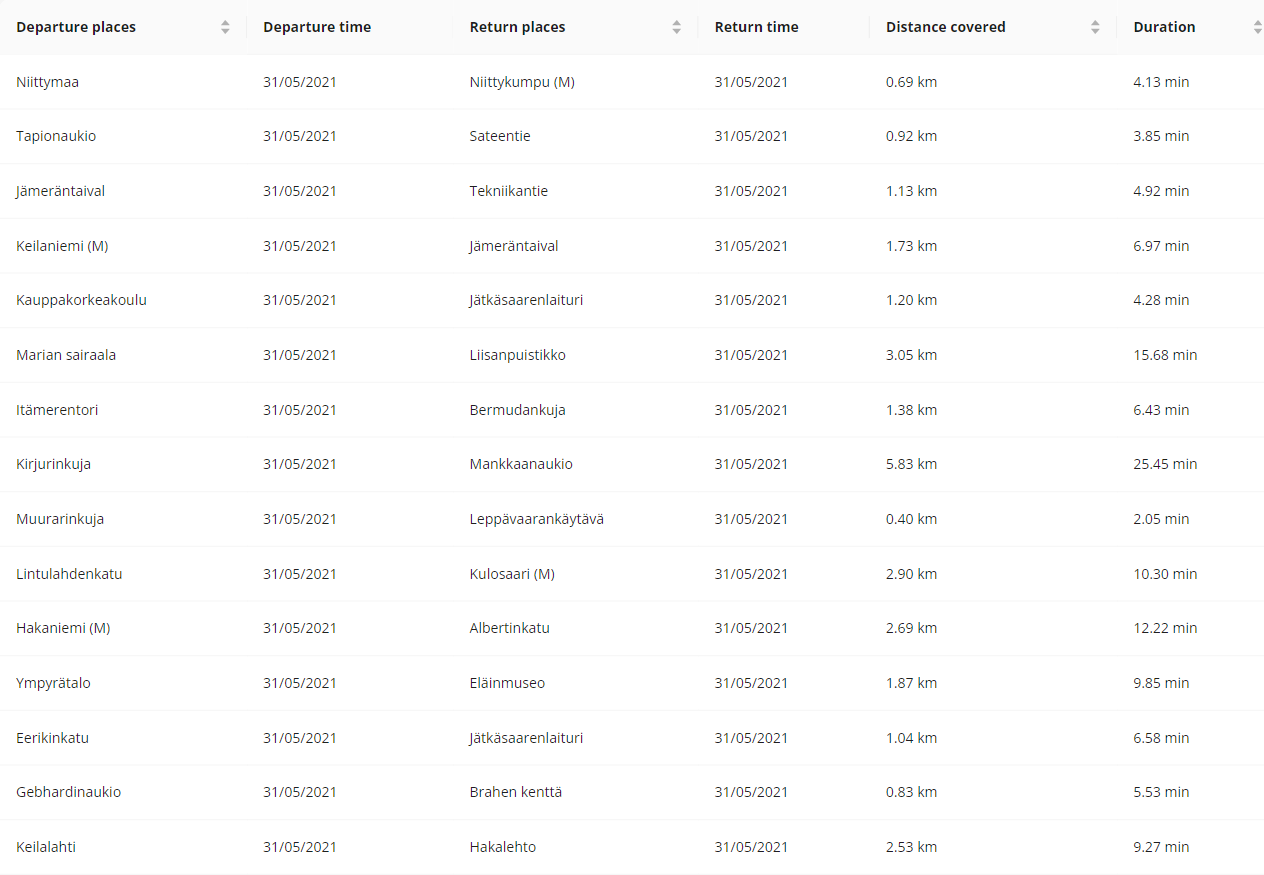 Departure places Departure time Return places Return time Distance covered Duration
Niittymaa 31/05/2021 Niittykumpu (M) 31/05/2021 0.69 km 4.13 min
Tapionaukio 31/05/2021 Sateentie 31/05/2021 0.92 km 3.85 min
Jämeräntaival 31/05/2021 Tekniikantie 31/05/2021 1.13 km 4.92 min
Keilaniemi (M) 31/05/2021 Jämeräntaival 31/05/2021 1.73 km 6.97 min
Kauppakorkeakoulu 31/05/2021 Jätkäsaarenlaituri 31/05/2021 1.20 km 4.28 min
Marian sairaala 31/05/2021 Liisanpuistikko 31/05/2021 3.05 km 15.68 min
Itämerentori 31/05/2021 Bermudankuja 31/05/2021 1.38 km 6.43 min
Kirjurinkuja 31/05/2021 Mankkaanaukio 31/05/2021 5.83 km 25.45 min
Muurarinkuja 31/05/2021 Leppävaarankäytävä 31/05/2021 0.40 km 2.05 min
Lintulahdenkatu 31/05/2021 Kulosaari (M) 31/05/2021 2.90 km 10.30 min
Hakaniemi (M) 31/05/2021 Albertinkatu 31/05/2021 2.69 km 12.22 min
Ympyrätalo 31/05/2021 Eläinmuseo 31/05/2021 1.87 km 9.85 min
Eerikinkatu 31/05/2021 Jätkäsaarenlaituri 31/05/2021 1.04 km 6.58 min
Gebhardinaukio 31/05/2021 Brahen kenttä 31/05/2021 0.83 km 5.53 min
Keilalahti 31/05/2021 Hakalehto 31/05/2021 2.53 km 9.27 min